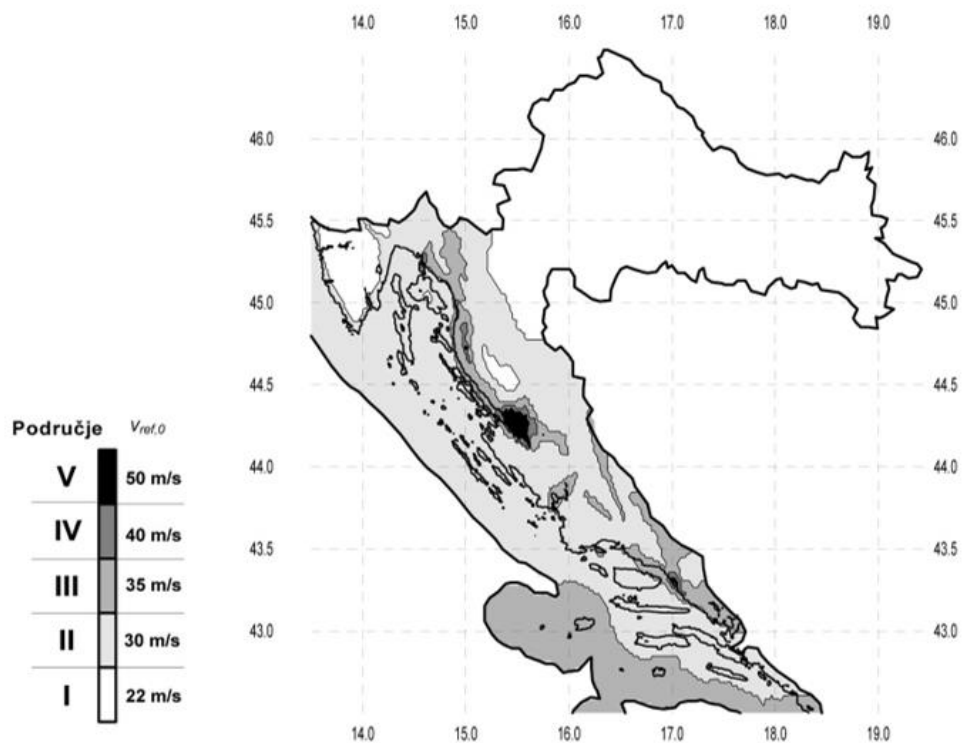 14.0 15.0 16.0 17.0 18.0 19.0
46.0 46.0
45.5 45.5
45.0 45.0
44.5 44.5
44.0 44.0
43.5 43.5
43.0 43.0
14.0 15.0 16.0 17.0 18.0 19.0
Područje Vref,0
V 50 m/s
IV 40 m/s
III 35 m/s
II 30 m/s
I 22 m/s